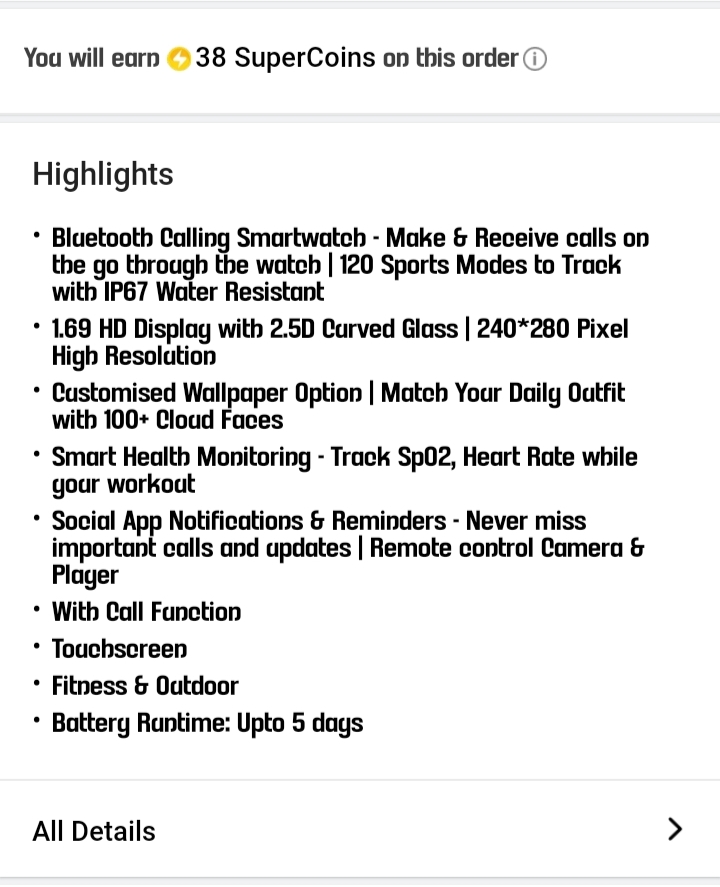 You will earn 38 SuperCoins on this order
Highlights
• Bluetooth Calling Smartwatch - Make & Receive calls on
the go through the watch | 120 Sports Modes to Track
with IP67 Water Resistant
• 1.69 HD Display with 2.5D Curved Glass | 240*280 Pixel
High Resolution
• Customised Wallpaper Option | Match Your Daily Outfit
with 100+ Cloud Faces
• Smart Health Monitoring - Track SpO2, Heart Rate while
your workout
• Social App Notifications & Reminders - Never miss
important calls and updates | Remote control Camera &
Player
• With Call Function
• Touchscreen
• Fitness & Outdoor
• Battery Runtime: Upto 5 days
All Details